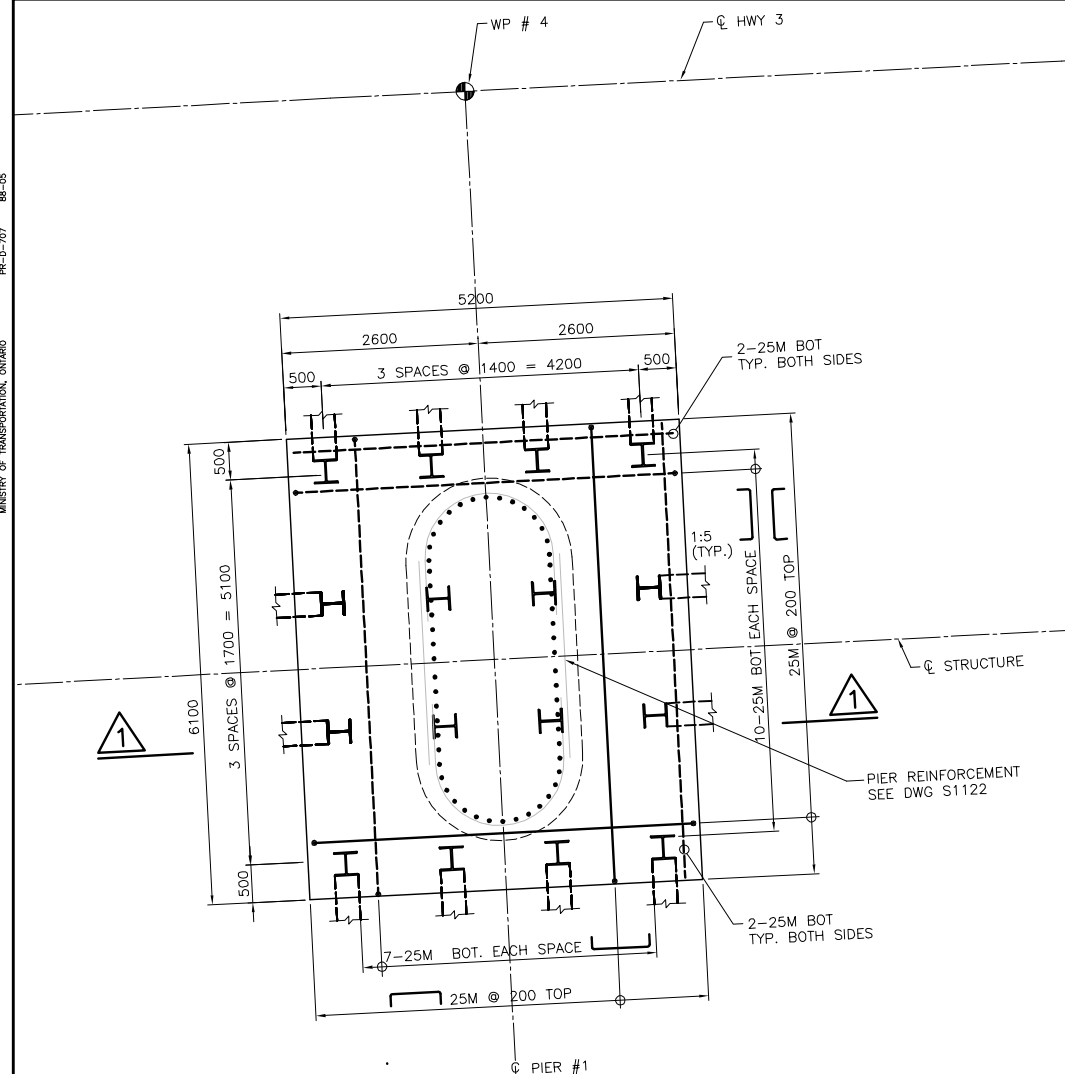 WP # 4
℄ HWY 3
MINISTRY OF TRANSPORTATION, ONTARIO PR-D-707 88-05
5200
2600
2600
2-25M BOT
TYP. BOTH SIDES
500
3 SPACES @ 1400 = 4200
500
500
1:5
(TYP.)
3 SPACES @ 1700 = 5100
6100
10-25M BOT EACH SPACE
25M @ 200 TOP
℄ STRUCTURE
1
1
PIER REINFORCEMENT
SEE DWG S1122
500
2-25M BOT
TYP. BOTH SIDES
7-25M BOT. EACH SPACE
25M @ 200 TOP
℄ PIER #1